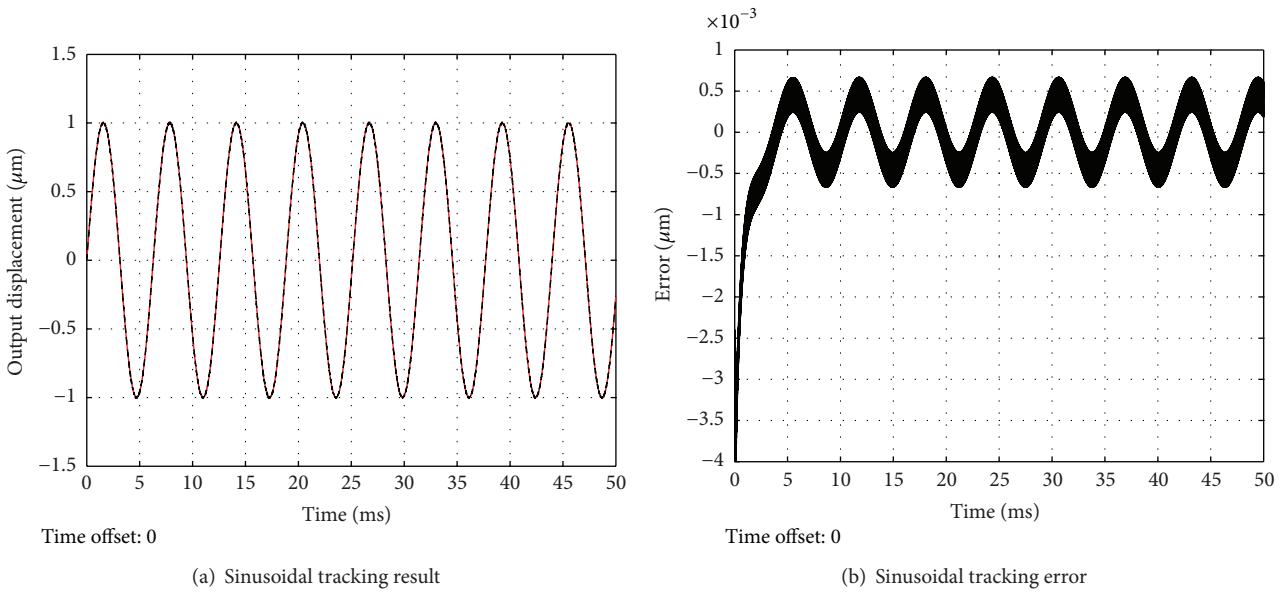 1.5
1
0.5
0
−0.5
−1
−1.5
Output displacement (μm)
0 5 10 15 20 25 30 35 40 45 50
Time (ms)
Time offset: 0
(a) Sinusoidal tracking result
×10−3
1
0.5
0
−0.5
−1
−1.5
−2
−2.5
−3
−3.5
−4
Error (μm)
0 5 10 15 20 25 30 35 40 45 50
Time (ms)
Time offset: 0
(b) Sinusoidal tracking error